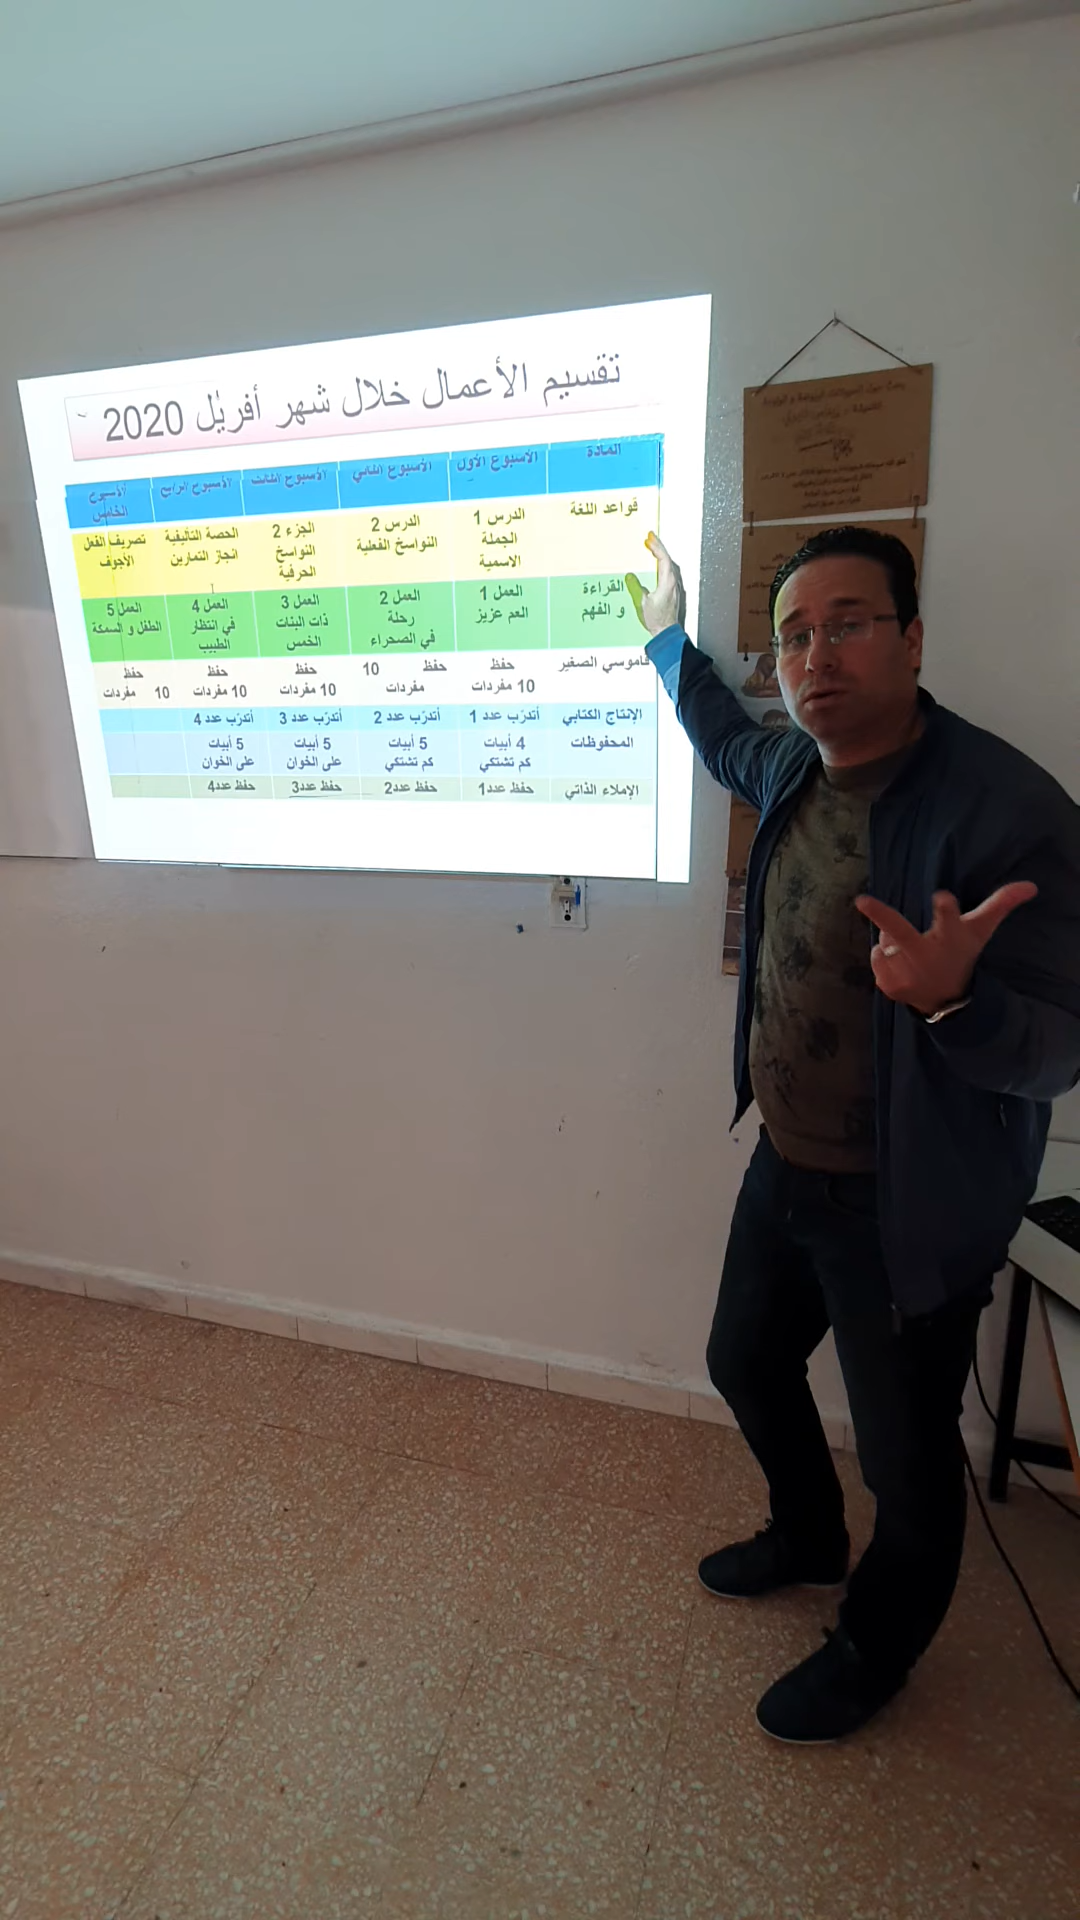 تقسيم الأعمال خلال شهر أفريل 2020
المادة الأسبوع الأول الأسبوع الثاني الأسبوع الثالث الأسبوع الرابع الأسبوع الخامس
قواعد اللغة
الدرس 1
الجملة
الاسمية
الدرس 2
النواسخ الفعلية
الجزء 2
النواسخ
الحرفية
الحصة التأليفية
انجاز التمارين
تصريف الفعل
الأجوف
القراءة
و الفهم
العمل 1
العم عزيز
العمل 2
رحلة
في الصحراء
العمل 3
ذات البنات
الخمس
العمل 4
في انتظار
الطبيب
العمل 5
الطفل و السمكة
قاموسي الصغير
حفظ
10 مفردات
حفظ 10
مفردات
حفظ
10 مفردات
حفظ
10 مفردات
حفظ
10 مفردات
الإنتاج الكتابي أتدرّب عدد 1 أتدرّب عدد 2 أتدرّب عدد 3 أتدرّب عدد 4
المحفوظات
4 أبيات
كم تشتكي
5 أبيات
كم تشتكي
5 أبيات
على الخوان
5 أبيات
على الخوان
الإملاء الذاتي حفظ عدد1 حفظ عدد2 حفظ عدد3 حفظ عدد4